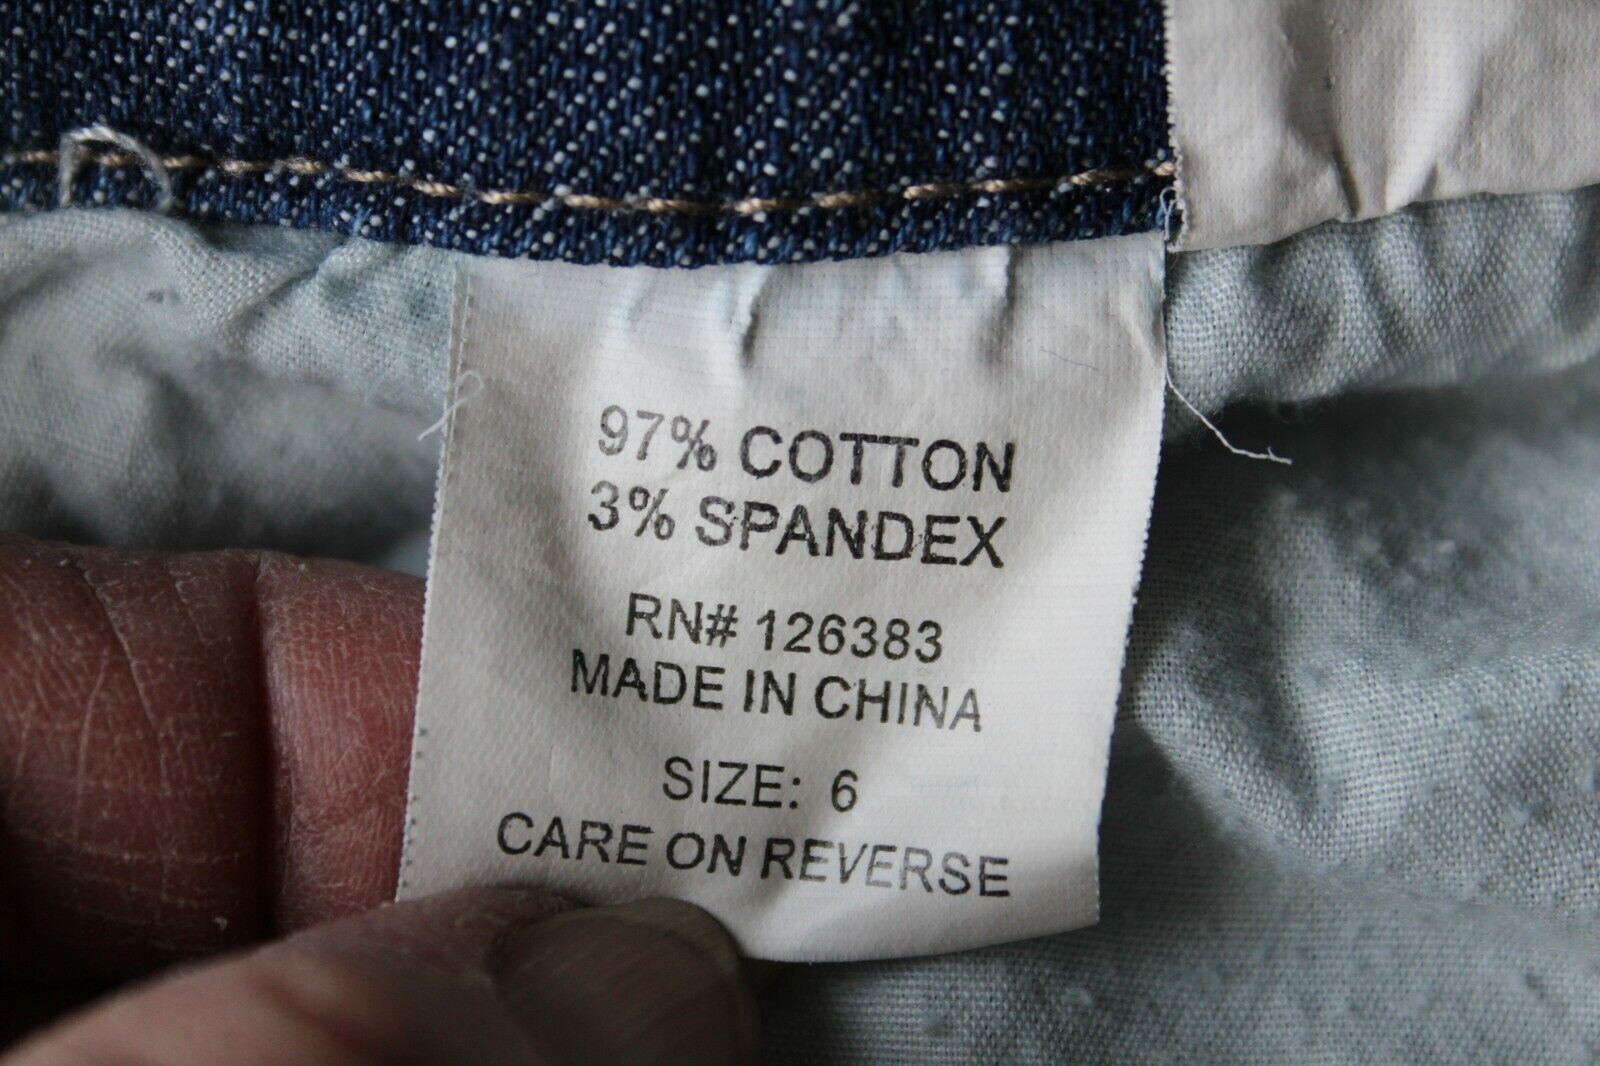 97% COTTON
3% SPANDEX
RN# 126383
MADE IN CHINA
SIZE: 6
CARE ON REVERSE